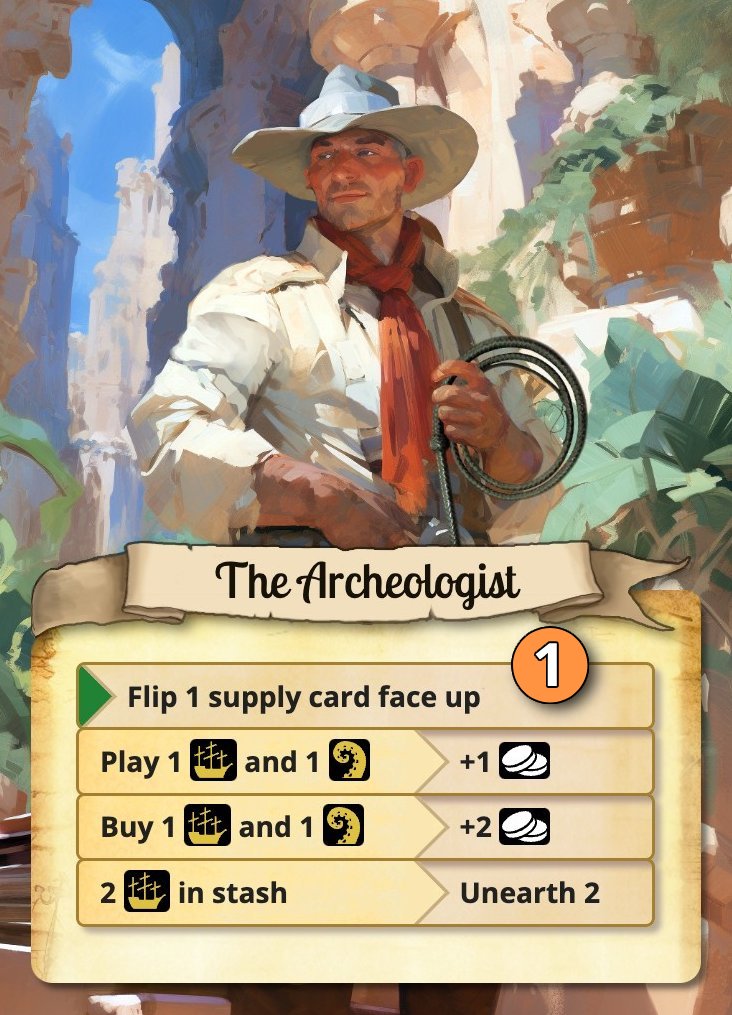 The Archeologist
1
Flip 1 supply card face up
Play 1 and 1 +1
Buy 1 and 1 +2
2 in stash Unearth 2